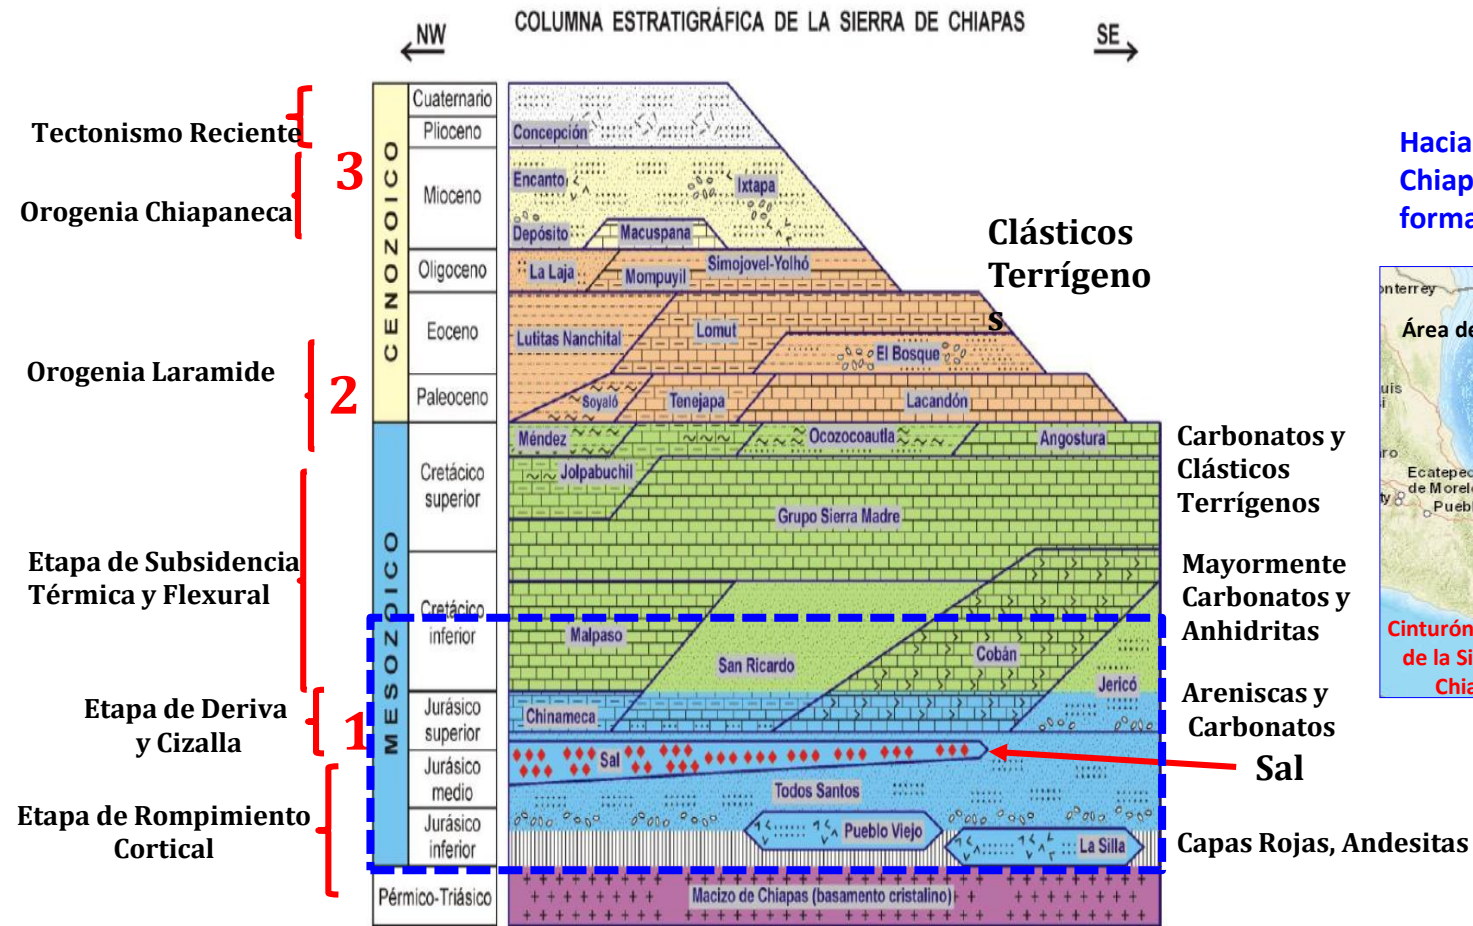 COLUMNA ESTRATIGRÁFICA DE LA SIERRA DE CHIAPAS
NW
SE
Tectonismo Reciente
Orogenia Chiapaneca
Orogenia Laramide
Etapa de Subsidencia
Térmica y Flexural
Etapa de Deriva
y Cizalla
Etapa de Rompimiento
Cortical
3
2
1
CENOZOICO
MESOZOICO
Cuaternario
Plioceno
Mioceno
Oligoceno
Eoceno
Paleoceno
Cretácico
superior
Cretácico
inferior
Jurásico
superior
Jurásico
medio
Jurásico
inferior
Pérmico-Triásico
Concepción
Encanto
Ixtapa
Depósito
Macuspana
La Laja
Mompuyil
Simojovel-Yolhó
Lutitas Nanchital
Lomut
El Bosque
Soyaló
Tenejapa
Lacandón
Méndez
Ocozocoautla
Angostura
Jolpabuchil
Grupo Sierra Madre
Malpaso
San Ricardo
Cobán
Jericó
Chinameca
Sal
Todos Santos
Pueblo Viejo
La Silla
Macizo de Chiapas (basamento cristalino)
Clásticos
Terrígeno
s
Carbonatos y
Clásticos
Terrígenos
Mayormente
Carbonatos y
Anhidritas
Areniscas y
Carbonatos
Sal
Capas Rojas, Andesitas
Hacia
Chiap
forma
onterrey
Área de
uis
i
ro
Ecatepec
de Morel
ty
Puebl
Cinturón
de la Si
Chia